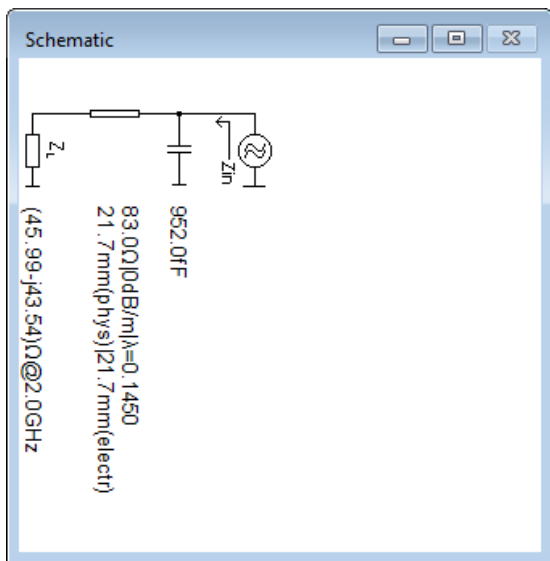 Schematic
Z_L
Zin
952.0fF
83.0Ω|0dB/m|λ=0.1450
21.7mm(phys)|21.7mm(electr)
(45.99-j43.54)Ω@2.0GHz